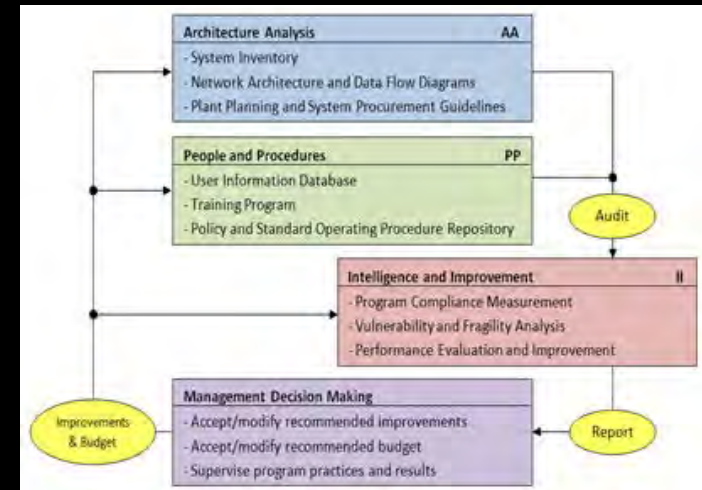 Architecture Analysis AA
- System Inventory
- Network Architecture and Data Flow Diagrams
- Plant Planning and System Procurement Guidelines
People and Procedures PP
- User Information Database
- Training Program
- Policy and Standard Operating Procedure Repository
Audit
Intelligence and Improvement II
- Program Compliance Measurement
- Vulnerability and Fragility Analysis
- Performance Evaluation and Improvement
Management Decision Making
- Accept/modify recommended improvements
- Accept/modify recommended budget
- Supervise program practices and results
Improvements
& Budget
Report